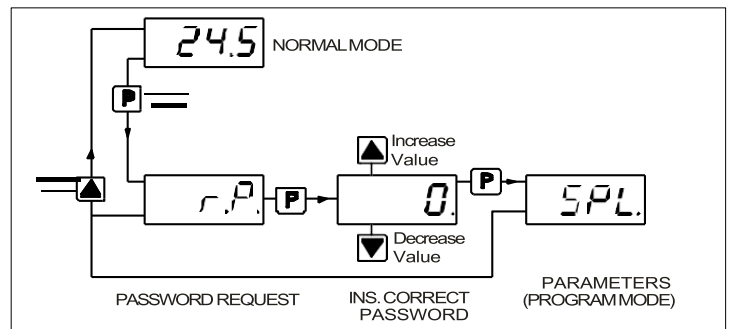 24.5 NORMAL MODE
P
Increase
Value
r.P. P 0. P SPL.
Decrease
Value
PASSWORD REQUEST
INS. CORRECT
PASSWORD
PARAMETERS
(PROGRAM MODE)